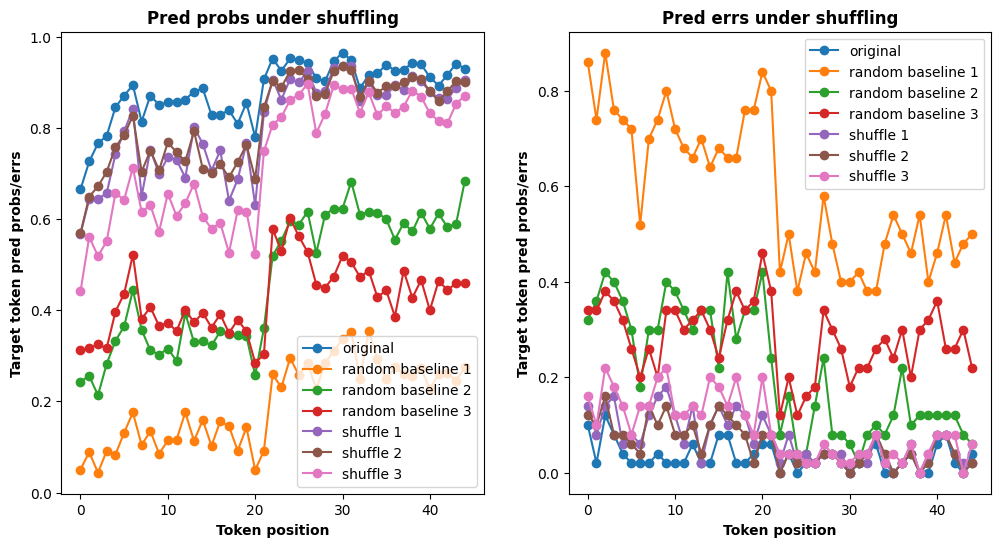 Pred probs under shuffling
Target token pred probs/errs
1.0
0.8
0.6
0.4
0.2
0.0
0
10
20
30
40
Token position
original
random baseline 1
random baseline 2
random baseline 3
shuffle 1
shuffle 2
shuffle 3
Pred errs under shuffling
Target token pred probs/errs
0.8
0.6
0.4
0.2
0.0
0
10
20
30
40
Token position
original
random baseline 1
random baseline 2
random baseline 3
shuffle 1
shuffle 2
shuffle 3